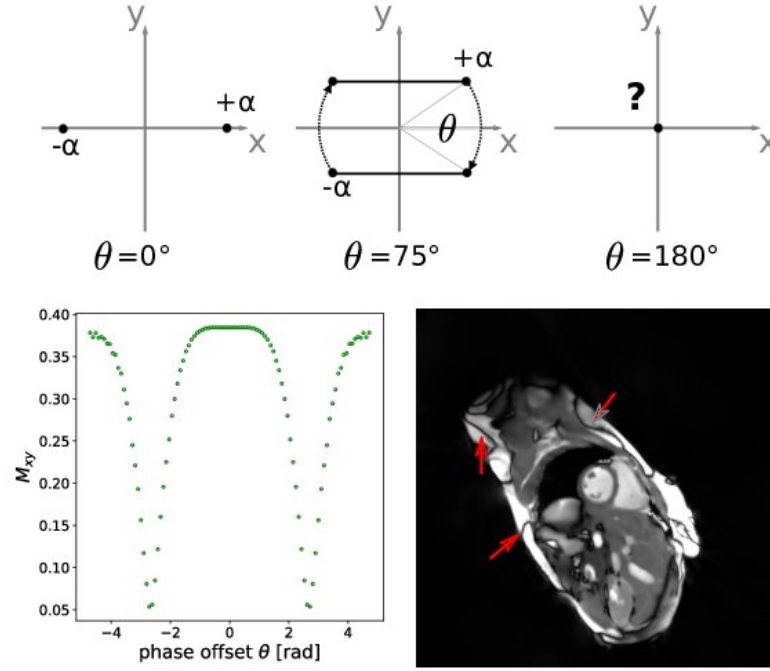 y
x
-α
+α
θ=0°
y
x
+α
θ
-α
θ=75°
y
x
?
θ=180°
0.40
0.35
0.30
0.25
0.20
0.15
0.10
0.05
Mxy
−4
−2
0
2
4
phase offset θ [rad]